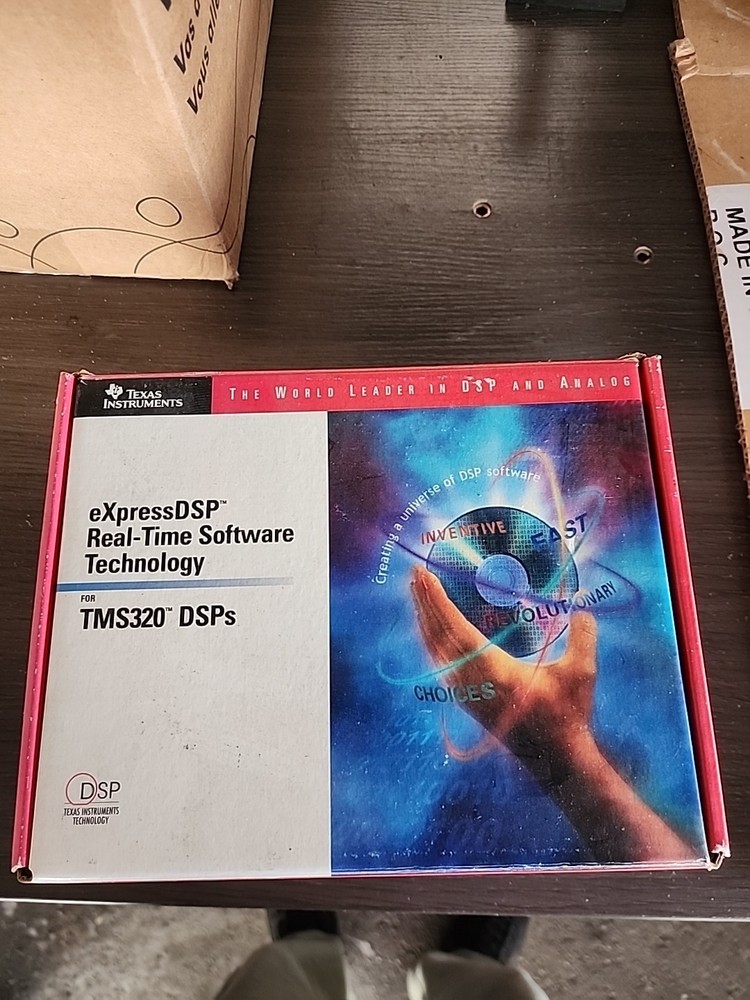 Vous
TEXAS
INSTRUMENTS
THE WORLD LEADER IN DSP AND ANALOG
eXpressDSP™
Real-Time Software
Technology
FOR
TMS320™ DSPs
Creating a universe of DSP software
INVENTIVE
FAST
REVOLUTIONARY
CHOICES
DSP
TEXAS INSTRUMENTS
TECHNOLOGY
MADE IN